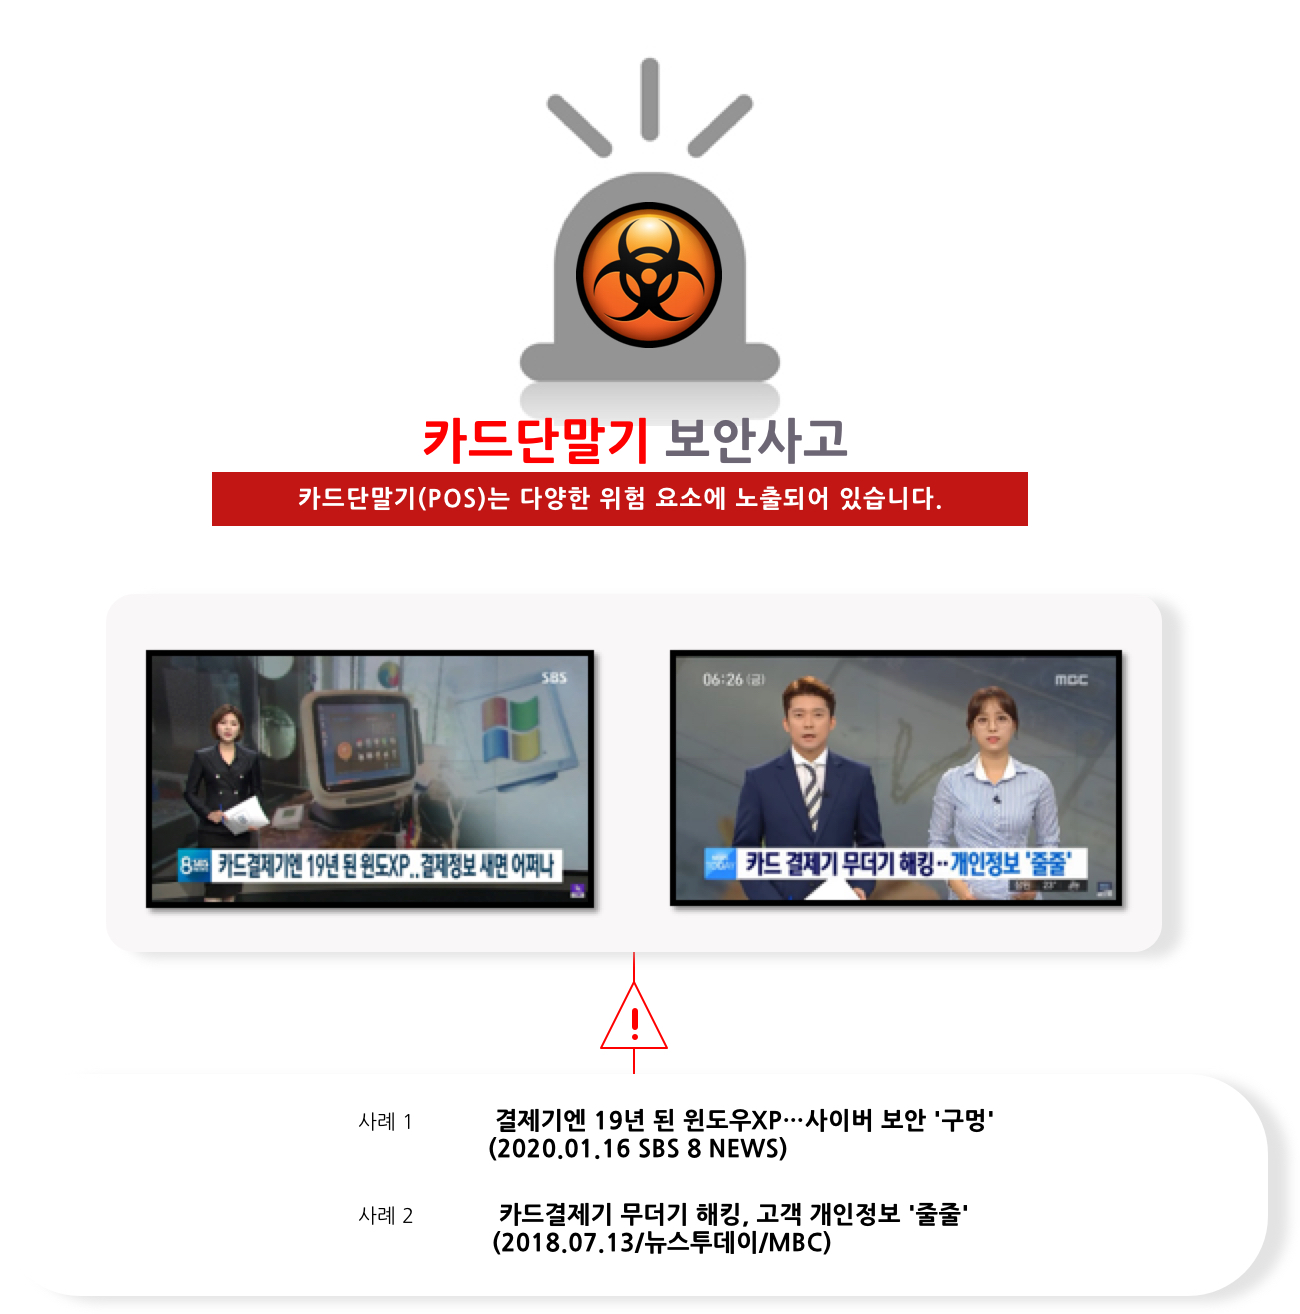 카드단말기 보안사고
카드단말기(POS)는 다양한 위험 요소에 노출되어 있습니다.
SBS
8 SBS NEWS
카드결제기엔 19년 된 윈도XP..결제정보 새면 어쩌나
06:26 (금)
MBC
TODAY
카드 결제기 무더기 해킹··개인정보 '줄줄'
23°
!
사례 1
결제기엔 19년 된 윈도우XP···사이버 보안 '구멍'
(2020.01.16 SBS 8 NEWS)
사례 2
카드결제기 무더기 해킹, 고객 개인정보 '줄줄'
(2018.07.13/뉴스투데이/MBC)